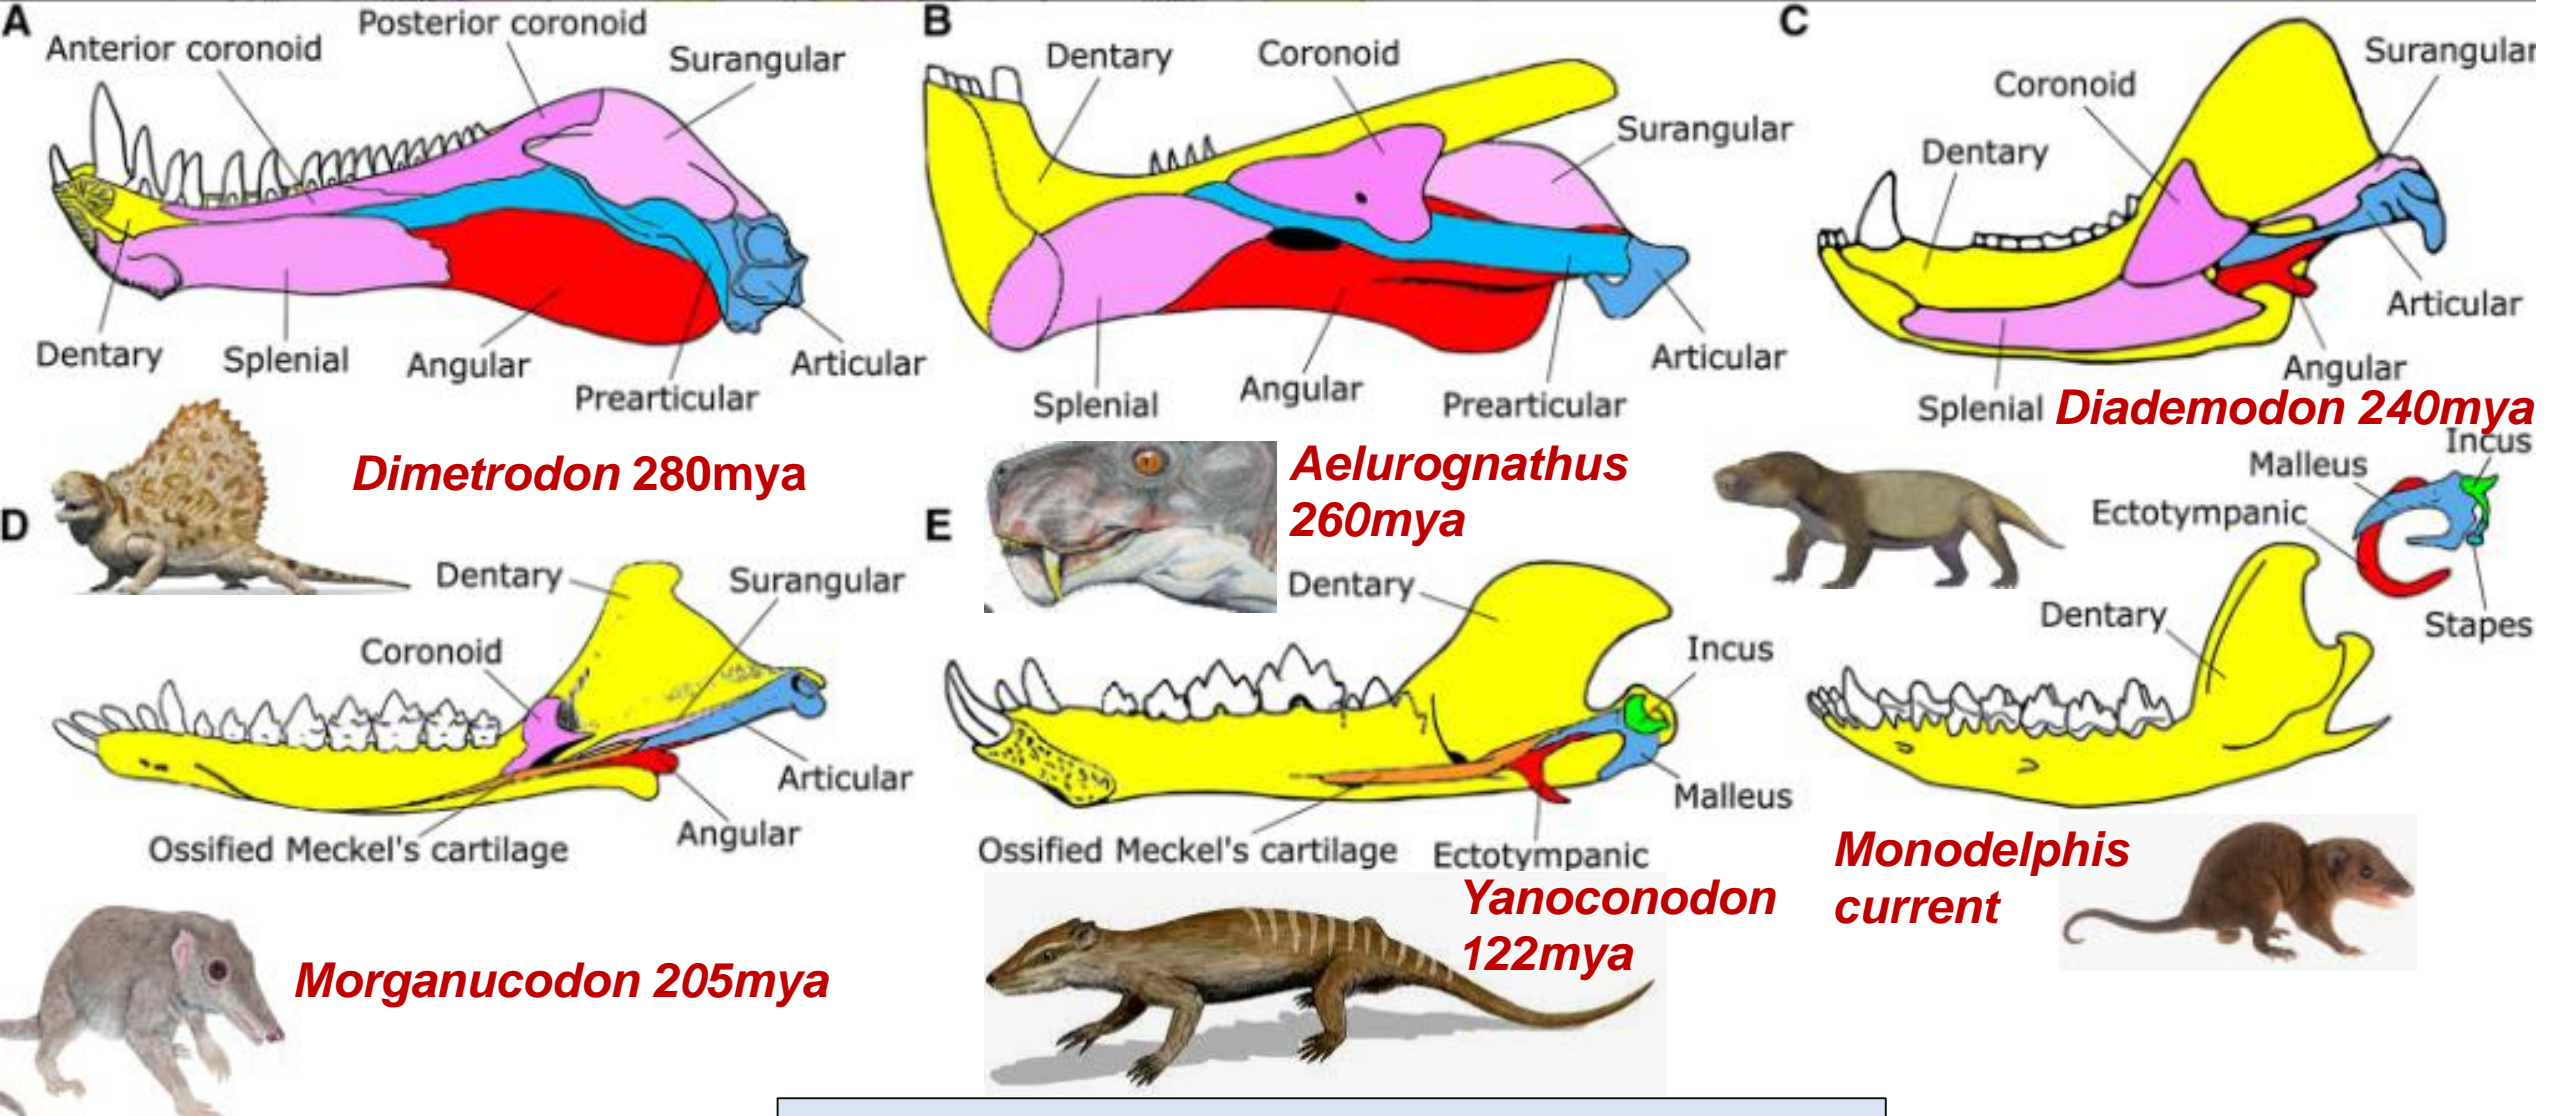 A
Anterior coronoid
Posterior coronoid
Surangular
Dentary
Splenial
Angular
Prearticular
Articular
Dimetrodon 280mya
B
Dentary
Coronoid
Surangular
Splenial
Angular
Prearticular
Articular
Aelurognathus
260mya
C
Dentary
Coronoid
Surangular
Articular
Angular
Splenial
Diademodon 240mya
D
Dentary
Surangular
Coronoid
Articular
Angular
Ossified Meckel's cartilage
Morganucodon 205mya
E
Dentary
Incus
Malleus
Ossified Meckel's cartilage
Ectotympanic
Yanoconodon
122mya
Incus
Malleus
Ectotympanic
Stapes
Dentary
Monodelphis
current